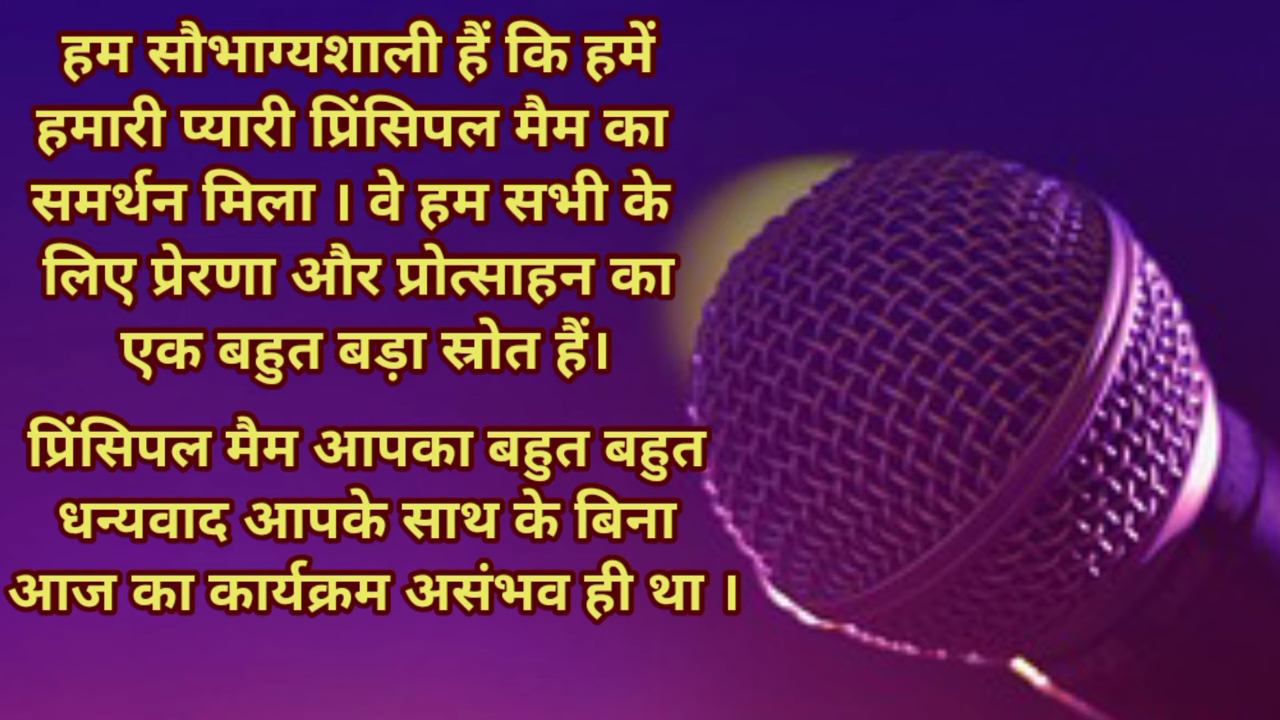 हम सौभाग्यशाली हैं कि हमें
हमारी प्यारी प्रिंसिपल मैम का
समर्थन मिला । वे हम सभी के
लिए प्रेरणा और प्रोत्साहन का
एक बहुत बड़ा स्रोत हैं।
प्रिंसिपल मैम आपका बहुत बहुत
धन्यवाद आपके साथ के बिना
आज का कार्यक्रम असंभव ही था ।